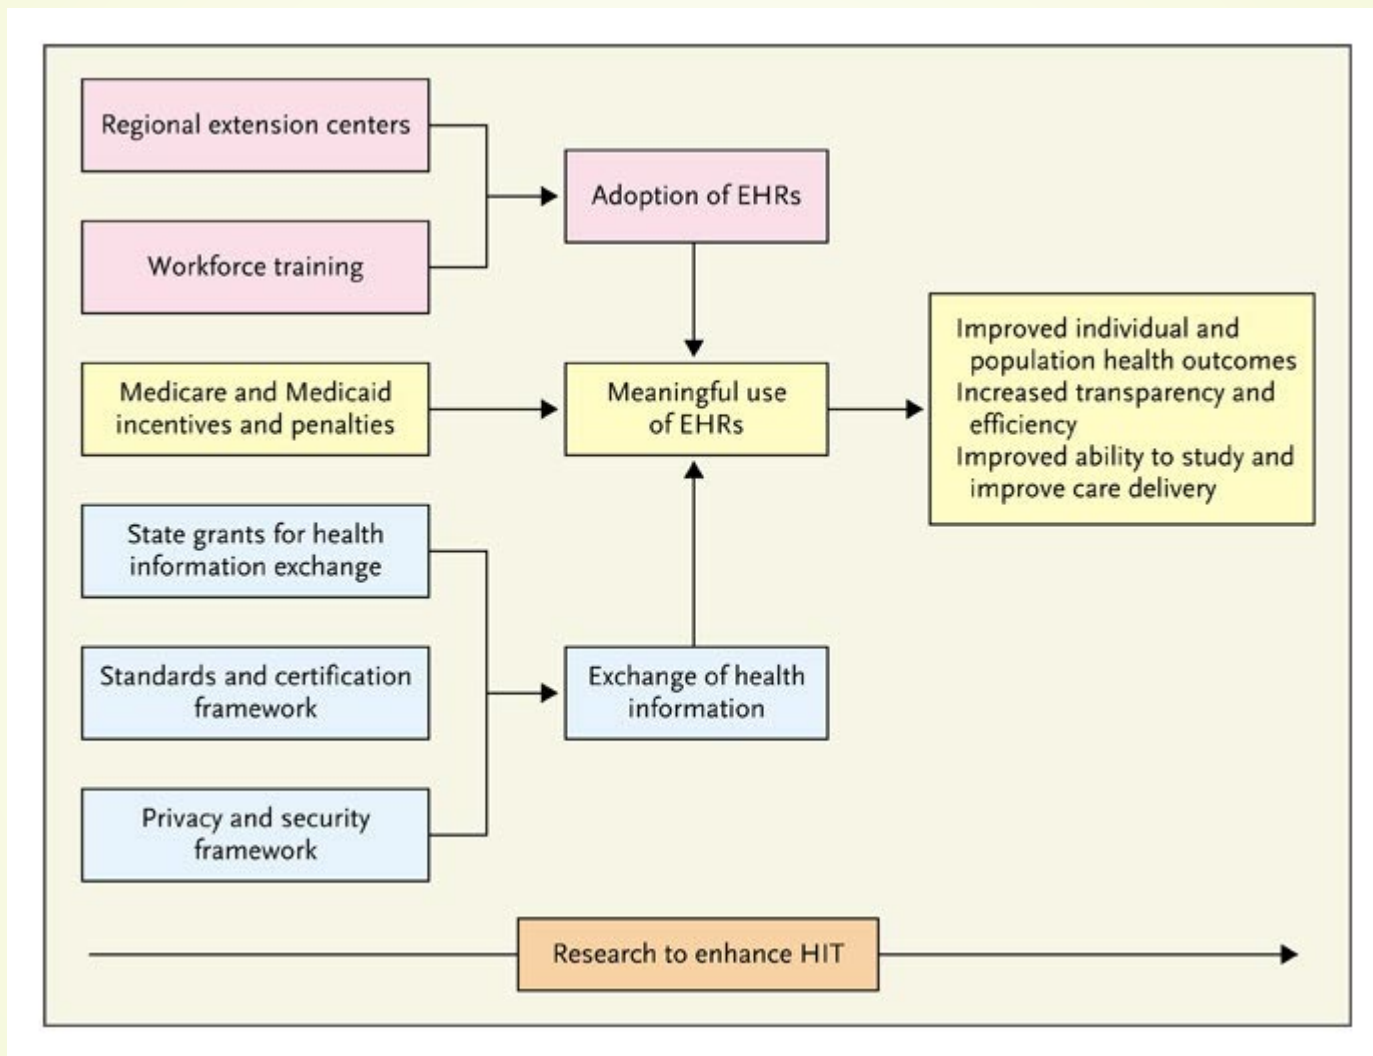 Regional extension centers
Workforce training
Medicare and Medicaid
incentives and penalties
State grants for health
information exchange
Standards and certification
framework
Privacy and security
framework
Adoption of EHRs
Meaningful use
of EHRs
Exchange of health
information
Improved individual and
population health outcomes
Increased transparency and
efficiency
Improved ability to study and
improve care delivery
Research to enhance HIT